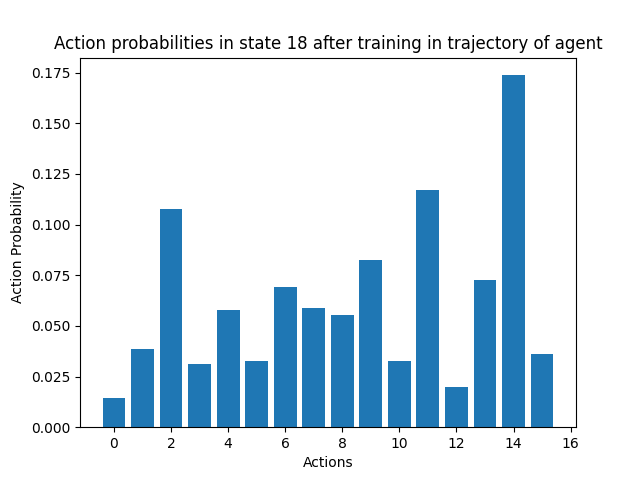 Action probabilities in state 18 after training in trajectory of agent
0.175
0.150
0.125
0.100
0.075
0.050
0.025
0.000
Action Probability
0 2 4 6 8 10 12 14 16
Actions